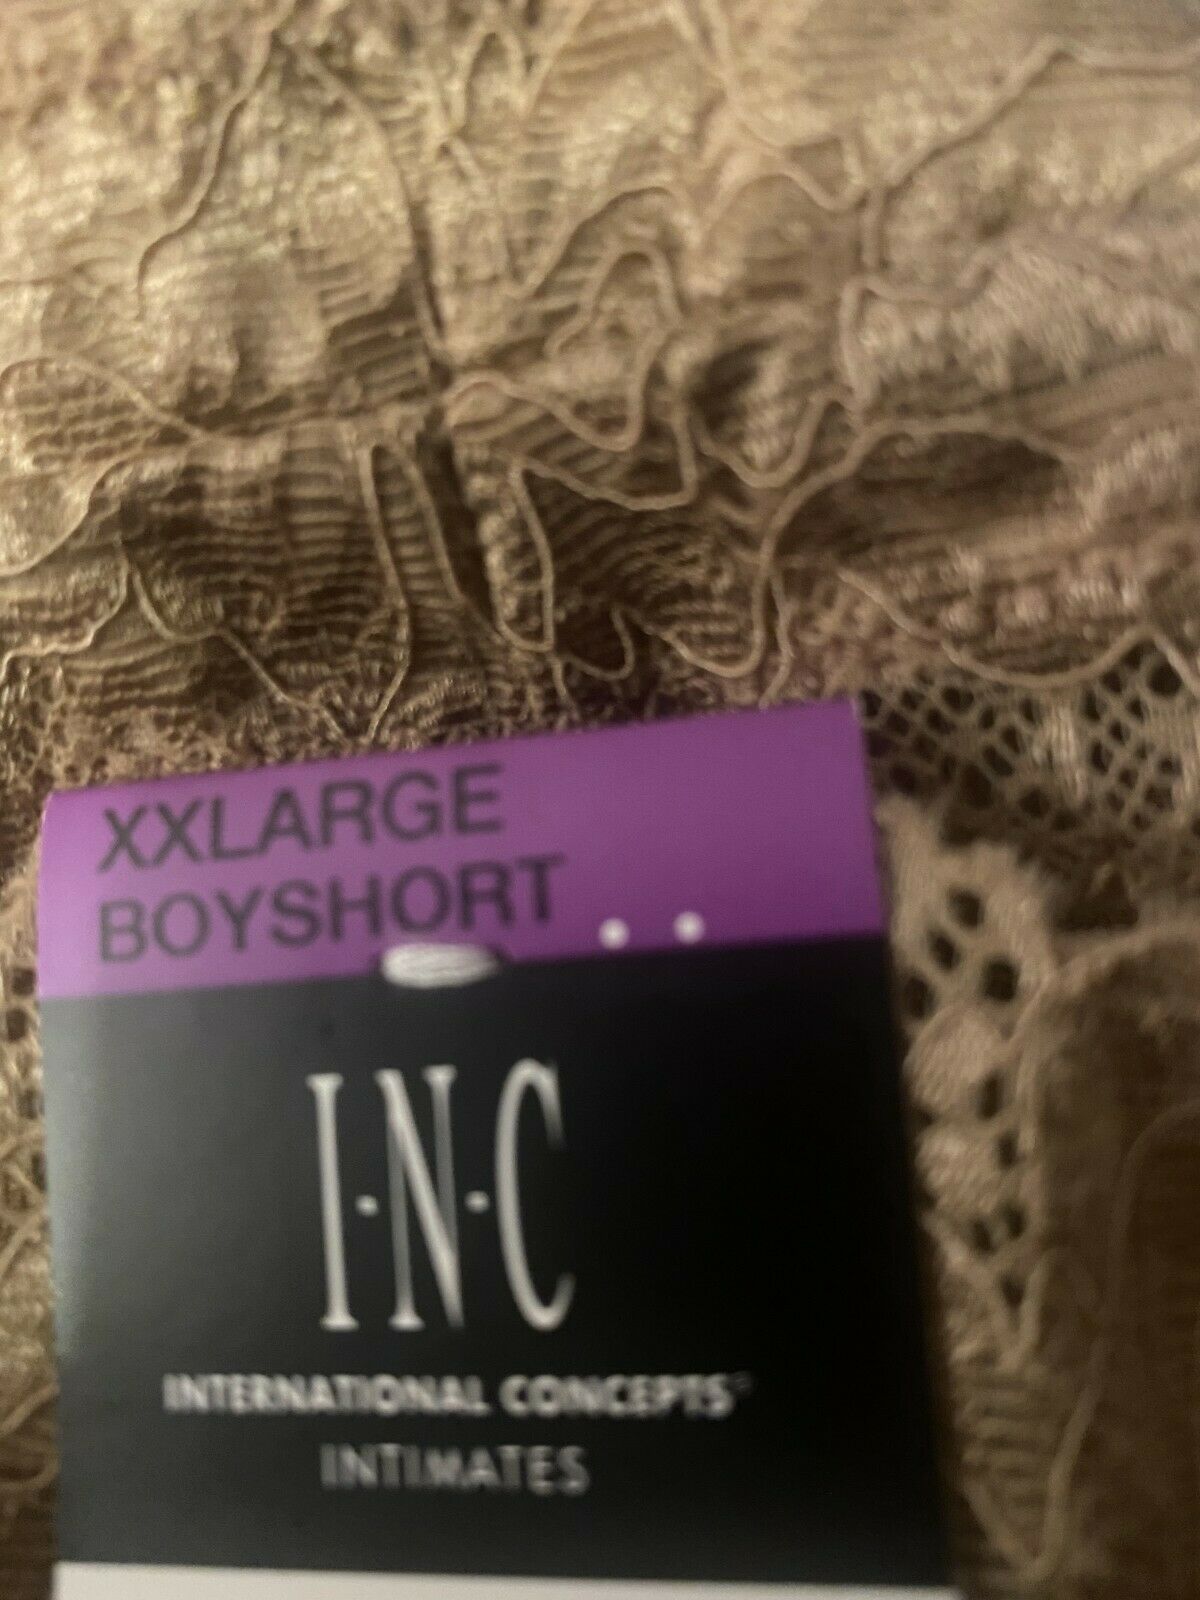 XXLARGE
BOYSHORT
I·N·C
INTERNATIONAL CONCEPTS
INTIMATES